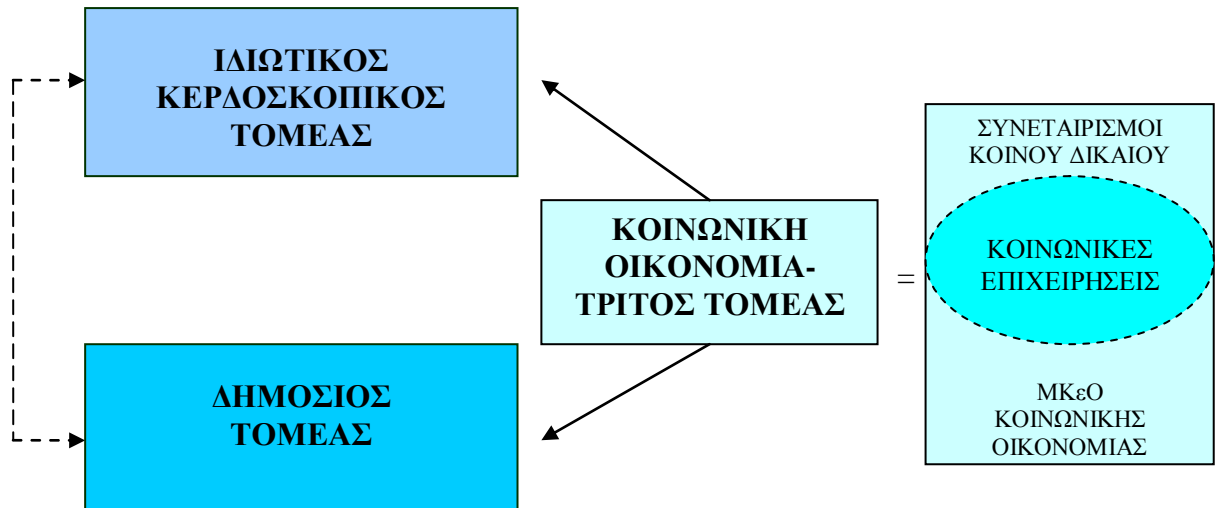 ΙΔΙΩΤΙΚΟΣ
ΚΕΡΔΟΣΚΟΠΙΚΟΣ
ΤΟΜΕΑΣ
ΔΗΜΟΣΙΟΣ
ΤΟΜΕΑΣ
ΚΟΙΝΩΝΙΚΗ
ΟΙΚΟΝΟΜΙΑ-
ΤΡΙΤΟΣ ΤΟΜΕΑΣ
=
ΣΥΝΕΤΑΙΡΙΣΜΟΙ
ΚΟΙΝΟΥ ΔΙΚΑΙΟΥ
ΚΟΙΝΩΝΙΚΕΣ
ΕΠΙΧΕΙΡΗΣΕΙΣ
ΜΚεΟ
ΚΟΙΝΩΝΙΚΗΣ
ΟΙΚΟΝΟΜΙΑΣ